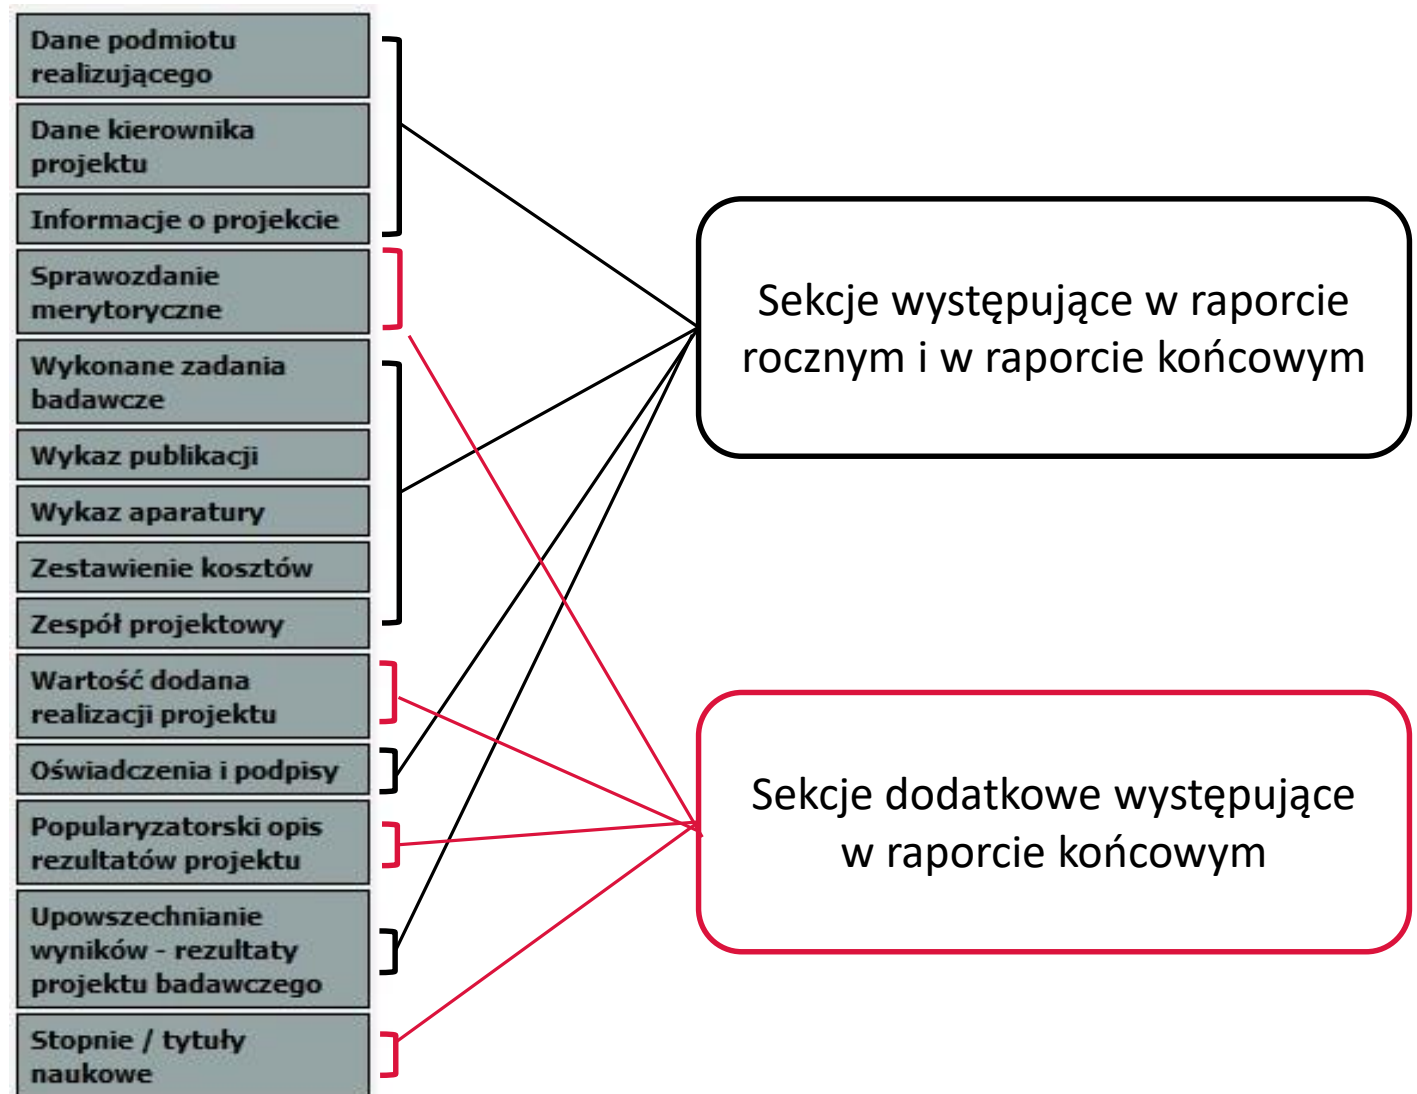 Dane podmiotu
realizującego
Dane kierownika
projektu
Informacje o projekcie
Sprawozdanie
merytoryczne
Wykonane zadania
badawcze
Wykaz publikacji
Wykaz aparatury
Zestawienie kosztów
Zespół projektowy
Wartość dodana
realizacji projektu
Oświadczenia i podpisy
Popularyzatorski opis
rezultatów projektu
Upowszechnianie
wyników - rezultaty
projektu badawczego
Stopnie / tytuły
naukowe
Sekcje występujące w raporcie
rocznym i w raporcie końcowym
Sekcje dodatkowe występujące
w raporcie końcowym